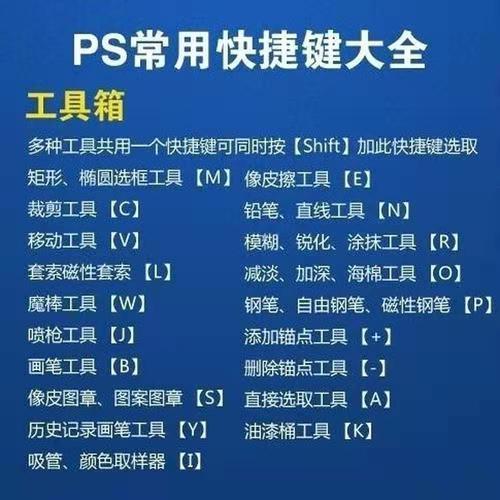 PS常用快捷键大全
工具箱
多种工具共用一个快捷键可同时按【Shift】加此快捷键选取
矩形、椭圆选框工具 【M】
裁剪工具 【C】
移动工具 【V】
套索磁性套索 【L】
魔棒工具 【W】
喷枪工具 【J】
画笔工具 【B】
像皮图章、图案图章 【S】
历史记录画笔工具 【Y】
吸管、颜色取样器 【I】
像皮擦工具 【E】
铅笔、直线工具 【N】
模糊、锐化、涂抹工具 【R】
减淡、加深、海棉工具 【O】
钢笔、自由钢笔、磁性钢笔 【P】
添加锚点工具 【+】
删除锚点工具 【-】
直接选取工具 【A】
油漆桶工具 【K】